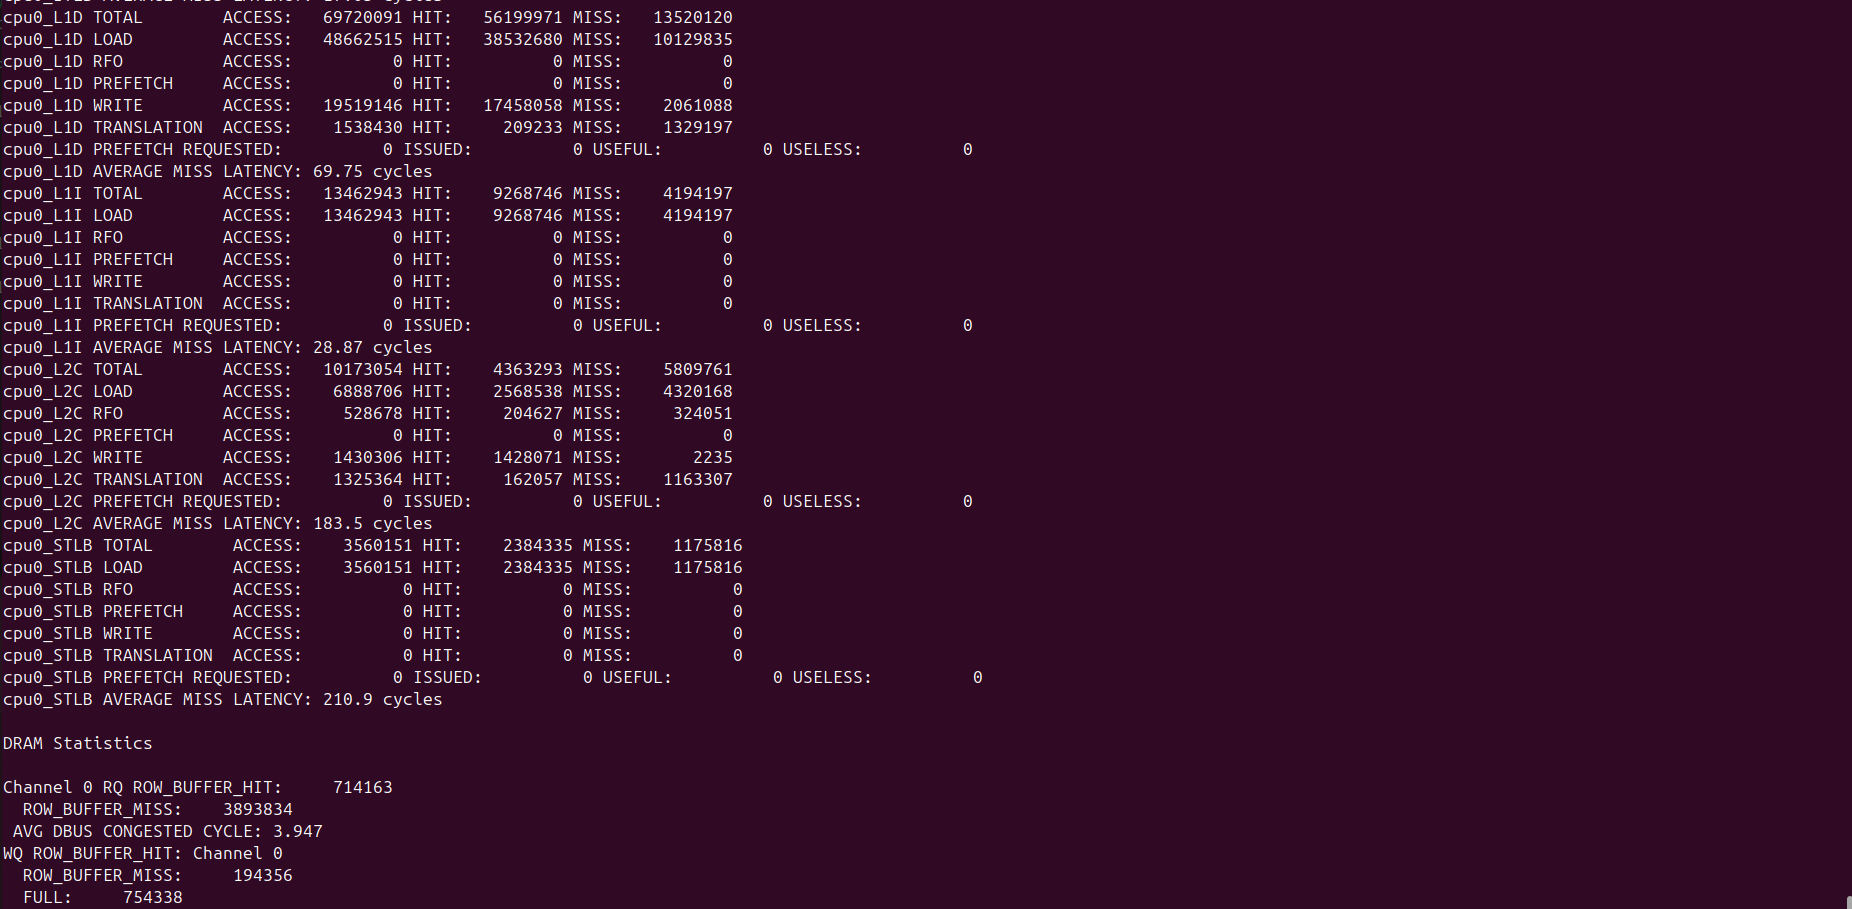 cpu0_L1D TOTAL        ACCESS:   69720091 HIT:   56199971 MISS:   13520120
cpu0_L1D LOAD         ACCESS:   48662515 HIT:   38532680 MISS:   10129835
cpu0_L1D RFO          ACCESS:          0 HIT:          0 MISS:          0
cpu0_L1D PREFETCH     ACCESS:          0 HIT:          0 MISS:          0
cpu0_L1D WRITE        ACCESS:   19519146 HIT:   17458058 MISS:    2061088
cpu0_L1D TRANSLATION  ACCESS:    1538430 HIT:     209233 MISS:    1329197
cpu0_L1D PREFETCH REQUESTED:          0 ISSUED:          0 USEFUL:          0 USELESS:          0
cpu0_L1D AVERAGE MISS LATENCY: 69.75 cycles
cpu0_L1I TOTAL        ACCESS:   13462943 HIT:    9268746 MISS:    4194197
cpu0_L1I LOAD         ACCESS:   13462943 HIT:    9268746 MISS:    4194197
cpu0_L1I RFO          ACCESS:          0 HIT:          0 MISS:          0
cpu0_L1I PREFETCH     ACCESS:          0 HIT:          0 MISS:          0
cpu0_L1I WRITE        ACCESS:          0 HIT:          0 MISS:          0
cpu0_L1I TRANSLATION  ACCESS:          0 HIT:          0 MISS:          0
cpu0_L1I PREFETCH REQUESTED:          0 ISSUED:          0 USEFUL:          0 USELESS:          0
cpu0_L1I AVERAGE MISS LATENCY: 28.87 cycles
cpu0_L2C TOTAL        ACCESS:   10173054 HIT:    4363293 MISS:    5809761
cpu0_L2C LOAD         ACCESS:    6888706 HIT:    2568538 MISS:    4320168
cpu0_L2C RFO          ACCESS:     528678 HIT:     204627 MISS:     324051
cpu0_L2C PREFETCH     ACCESS:          0 HIT:          0 MISS:          0
cpu0_L2C WRITE        ACCESS:    1430306 HIT:    1428071 MISS:       2235
cpu0_L2C TRANSLATION  ACCESS:    1325364 HIT:     162057 MISS:    1163307
cpu0_L2C PREFETCH REQUESTED:          0 ISSUED:          0 USEFUL:          0 USELESS:          0
cpu0_L2C AVERAGE MISS LATENCY: 183.5 cycles
cpu0_STLB TOTAL        ACCESS:    3560151 HIT:    2384335 MISS:    1175816
cpu0_STLB LOAD         ACCESS:    3560151 HIT:    2384335 MISS:    1175816
cpu0_STLB RFO          ACCESS:          0 HIT:          0 MISS:          0
cpu0_STLB PREFETCH     ACCESS:          0 HIT:          0 MISS:          0
cpu0_STLB WRITE        ACCESS:          0 HIT:          0 MISS:          0
cpu0_STLB TRANSLATION  ACCESS:          0 HIT:          0 MISS:          0
cpu0_STLB PREFETCH REQUESTED:          0 ISSUED:          0 USEFUL:          0 USELESS:          0
cpu0_STLB AVERAGE MISS LATENCY: 210.9 cycles
DRAM Statistics
Channel 0 RQ ROW_BUFFER_HIT:     714163
  ROW_BUFFER_MISS:    3893834
 AVG DBUS CONGESTED CYCLE: 3.947
WQ ROW_BUFFER_HIT: Channel 0
  ROW_BUFFER_MISS:     194356
  FULL:     754338